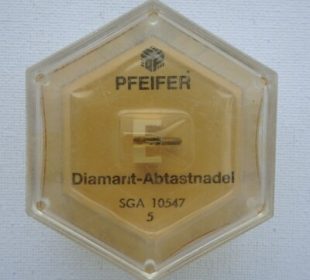 PFEIFER
E
Diamant-Abtastnadel
SGA 10547
5